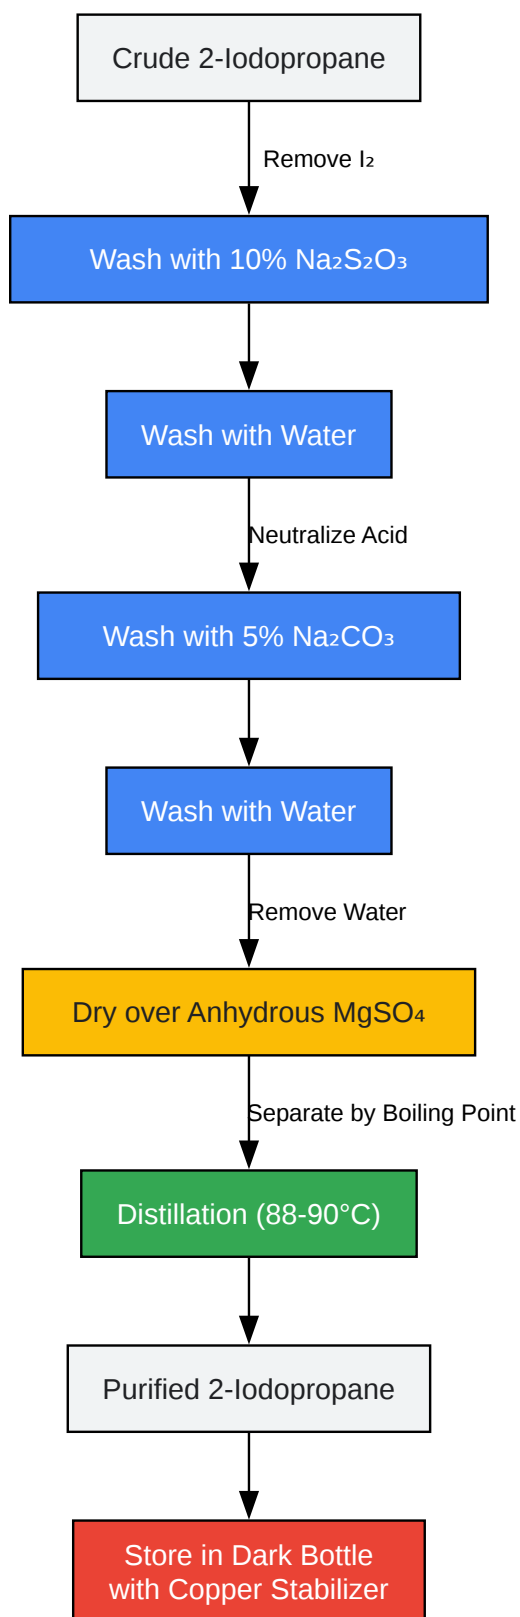 Crude 2-Iodopropane
Remove I₂
Wash with 10% Na₂S₂O₃
Wash with Water
Neutralize Acid
Wash with 5% Na₂CO₃
Wash with Water
Remove Water
Dry over Anhydrous MgSO₄
Separate by Boiling Point
Distillation (88-90°C)
Purified 2-Iodopropane
Store in Dark Bottle
with Copper Stabilizer